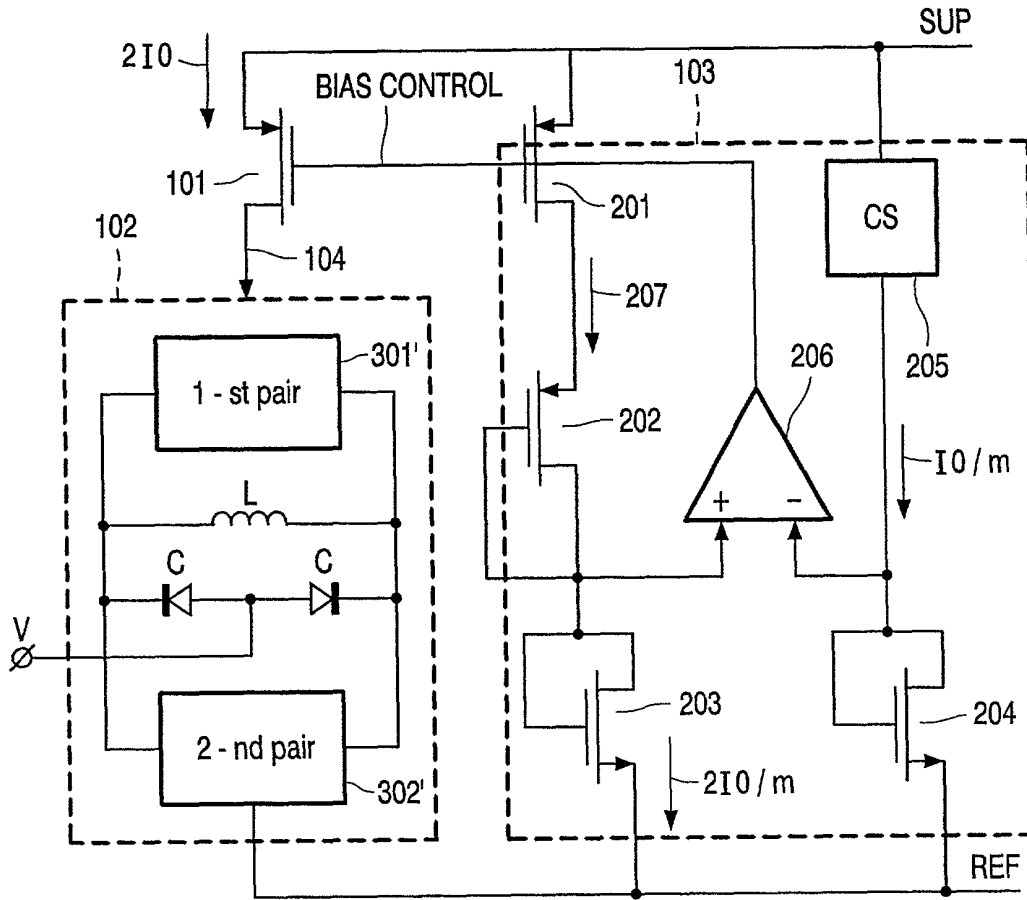 SUP
2I0
BIAS CONTROL
103
101
201
CS
102
104
207
206
205
301'
1 - st pair
202
I0/m
L
+ -
C C
V
203
204
2 - nd pair
302'
2I0/m
REF